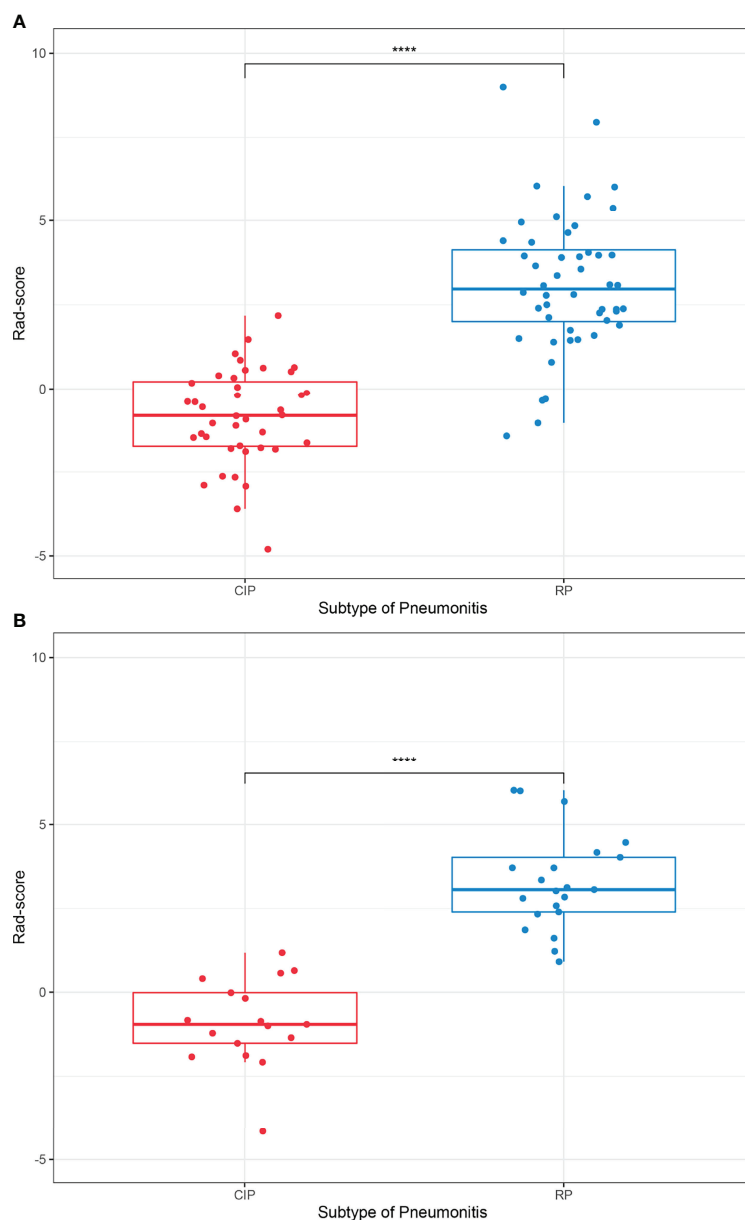 A
****
10
5
0
-5
Rad-score
CIP RP
Subtype of Pneumonitis
B
****
10
5
0
-5
Rad-score
CIP RP
Subtype of Pneumonitis